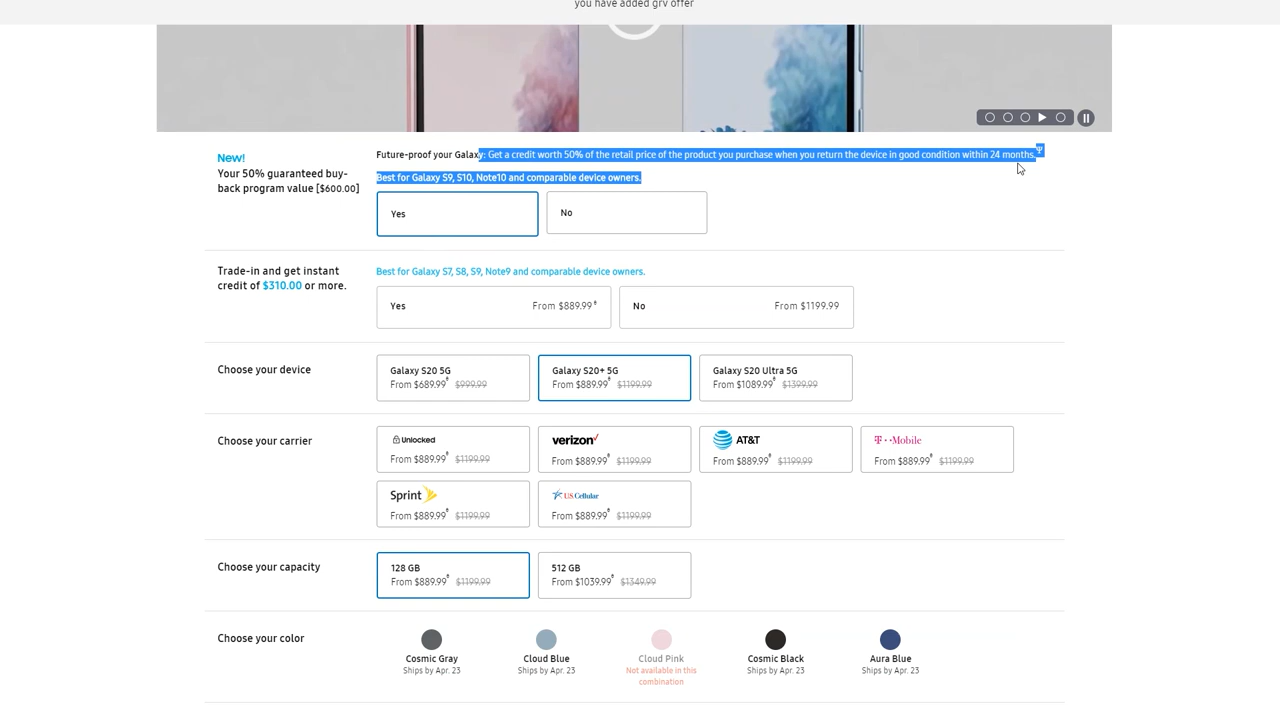 you have added grv offer
New!
Your 50% guaranteed buy-
back program value [$600.00]
Future-proof your Galaxy: Get a credit worth 50% of the retail price of the product you purchase when you return the device in good condition within 24 months.Ψ
Best for Galaxy S9, S10, Note10 and comparable device owners.
Yes
No
Trade-in and get instant
credit of $310.00 or more.
Best for Galaxy S7, S8, S9, Note9 and comparable device owners.
Yes From $889.99
No From $1199.99
Choose your device
Galaxy S20 5G
From $689.99 $999.99
Galaxy S20+ 5G
From $889.99 $1199.99
Galaxy S20 Ultra 5G
From $1089.99 $1399.99
Choose your carrier
Unlocked
From $889.99 $1199.99
verizon
From $889.99 $1199.99
AT&T
From $889.99 $1199.99
T-Mobile
From $889.99 $1199.99
Sprint
From $889.99 $1199.99
US Cellular
From $889.99 $1199.99
Choose your capacity
128 GB
From $889.99 $1199.99
512 GB
From $1039.99 $1349.99
Choose your color
Cosmic Gray
Ships by Apr. 23
Cloud Blue
Ships by Apr. 23
Cloud Pink
Not available in this
combination
Cosmic Black
Ships by Apr. 23
Aura Blue
Ships by Apr. 23